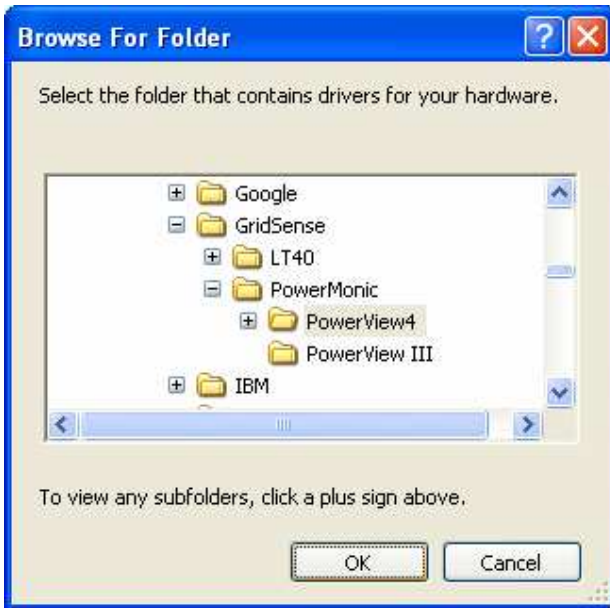 Browse For Folder
Select the folder that contains drivers for your hardware.
Google
GridSense
LT40
PowerMonic
PowerView4
PowerView III
IBM
To view any subfolders, click a plus sign above.
OK Cancel